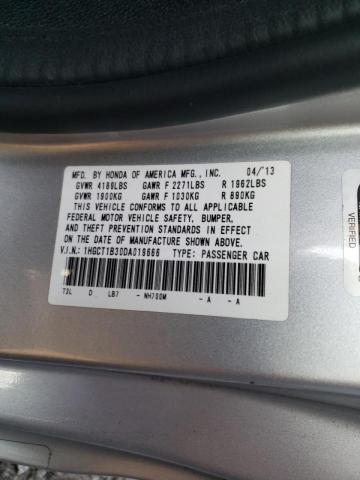 MFD. BY HONDA OF AMERICA MFG., INC. 04/'13
GVWR 4189LBS GAWR F 2271LBS R 1962LBS
GVWR 1900KG GAWR F 1030KG R 890KG
THIS VEHICLE CONFORMS TO ALL APPLICABLE
FEDERAL MOTOR VEHICLE SAFETY, BUMPER,
AND THEFT PREVENTION STANDARDS IN EFFECT
ON THE DATE OF MANUFACTURE SHOWN ABOVE.
V.I.N.: 1HGCT1B30DA019666 TYPE: PASSENGER CAR
T3L D LB7 - NH700M - A - A
VERIFIED